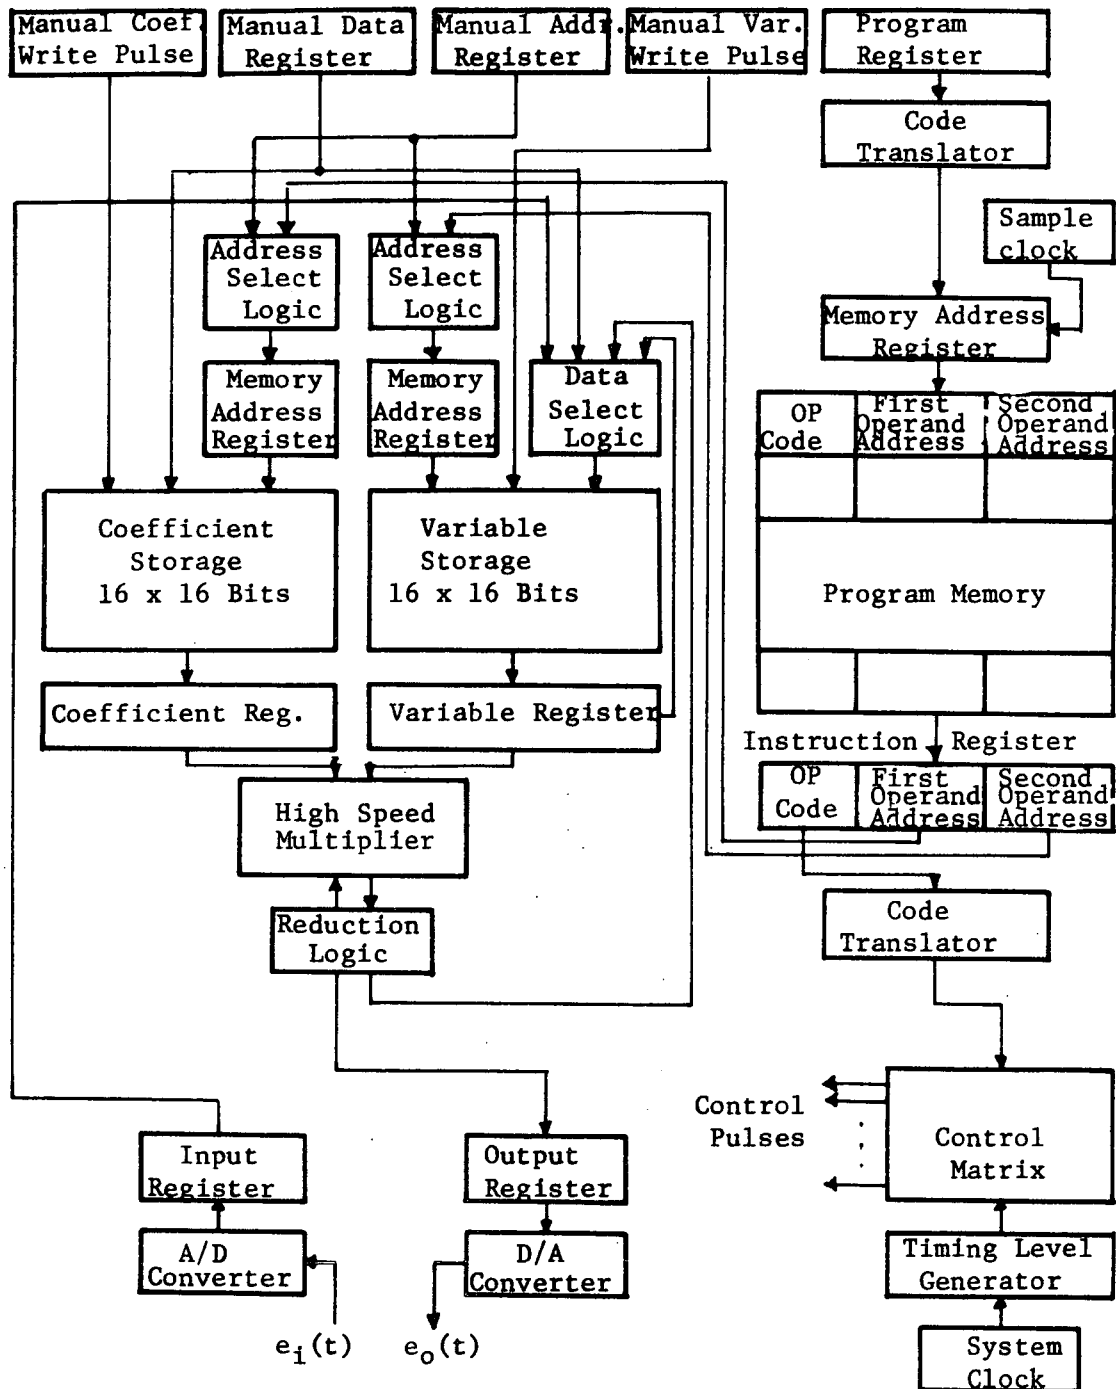 Manual Coef.
Write Pulse
Manual Data
Register
Manual Addr.
Register
Manual Var.
Write Pulse
Program
Register
Code
Translator
Sample
clock
Address
Select
Logic
Address
Select
Logic
Memory Address
Register
Memory
Address
Register
Memory
Address
Register
Data
Select
Logic
OP
Code
First
Operand
Address
Second
Operand
Address
Coefficient
Storage
16 x 16 Bits
Variable
Storage
16 x 16 Bits
Program Memory
Coefficient Reg.
Variable Register
Instruction Register
OP
Code
First
Operand
Address
Second
Operand
Address
High Speed
Multiplier
Reduction
Logic
Code
Translator
Control
Pulses
Control
Matrix
Input
Register
Output
Register
A/D
Converter
D/A
Converter
Timing Level
Generator
e_i(t)
e_o(t)
System
Clock